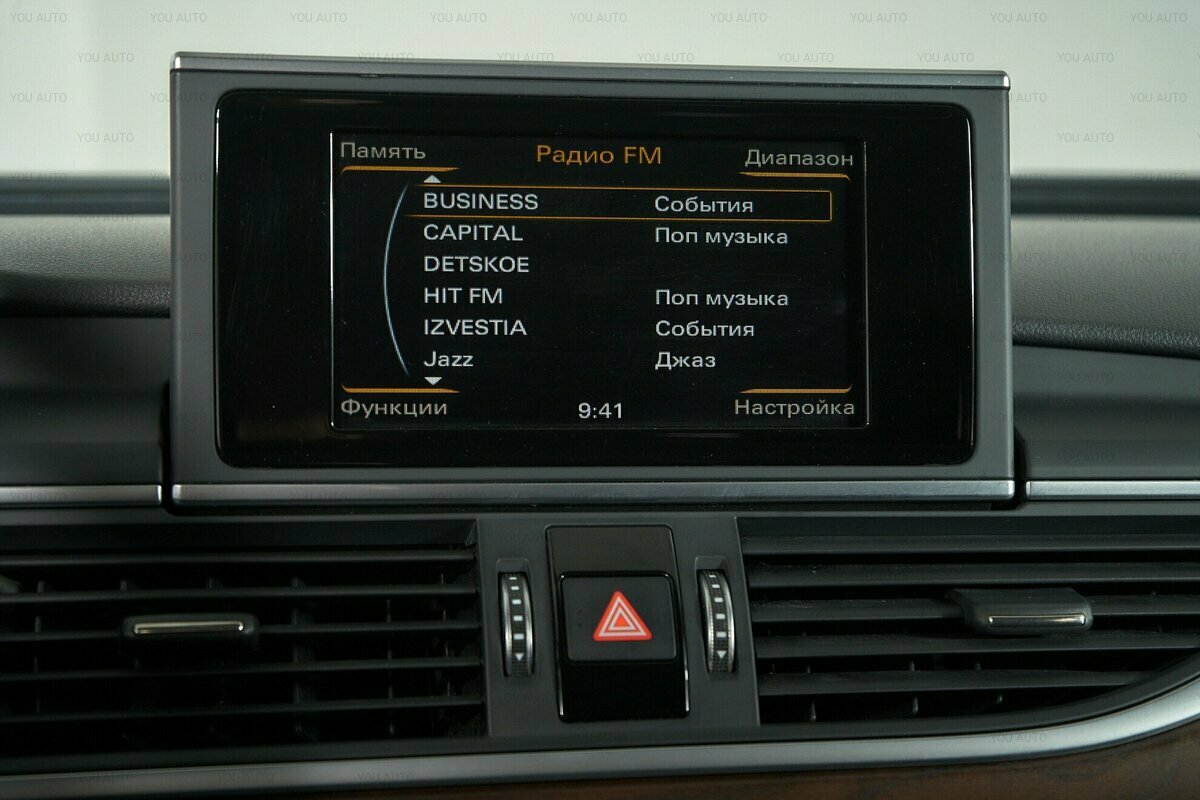 YOU AUTO
Память Радио FM Диапазон
BUSINESS События
CAPITAL Поп музыка
DETSKOE
HIT FM Поп музыка
IZVESTIA События
Jazz Джаз
Функции 9:41 Настройка